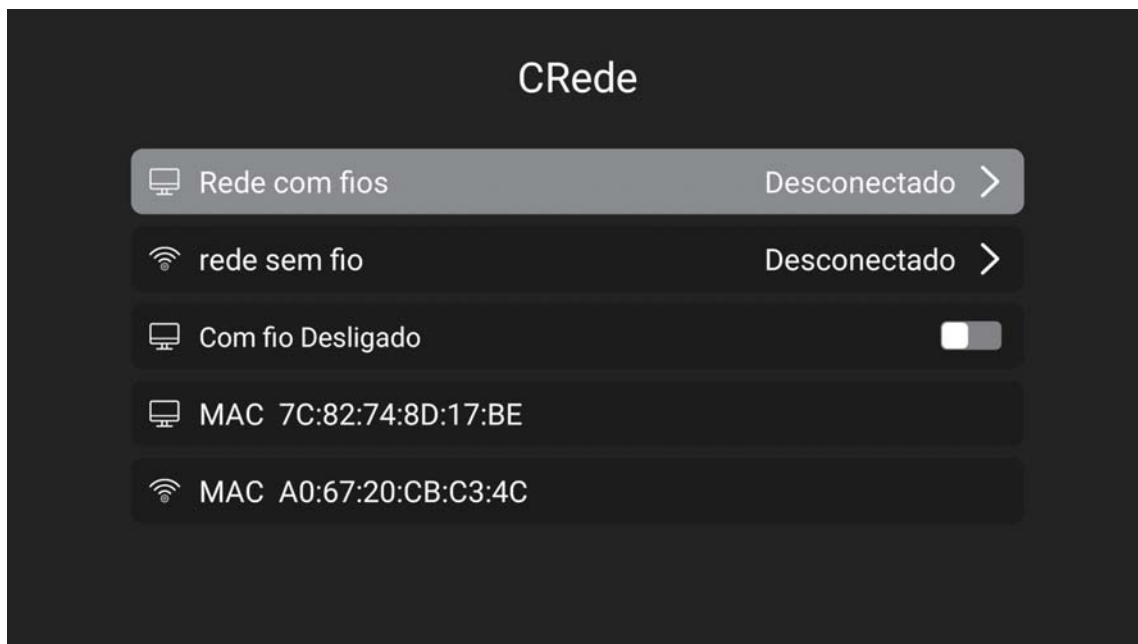 CRede
Rede com fios Desconectado
rede sem fio Desconectado
Com fio Desligado
MAC 7C:82:74:8D:17:BE
MAC A0:67:20:CB:C3:4C